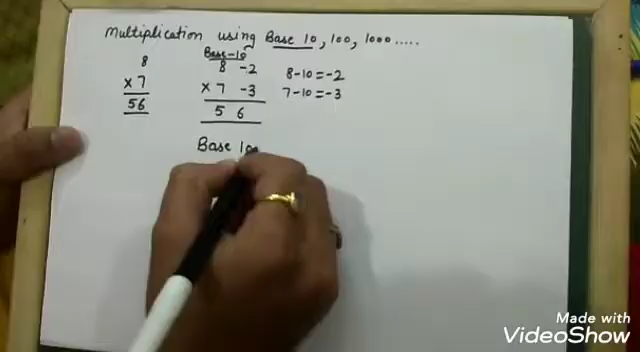 Multiplication using Base 10, 100, 1000.....
8
× 7
56
Base-10
8 -2
× 7 -3
5 6
8-10=-2
7-10=-3
Base 100
Made with
VideoShow